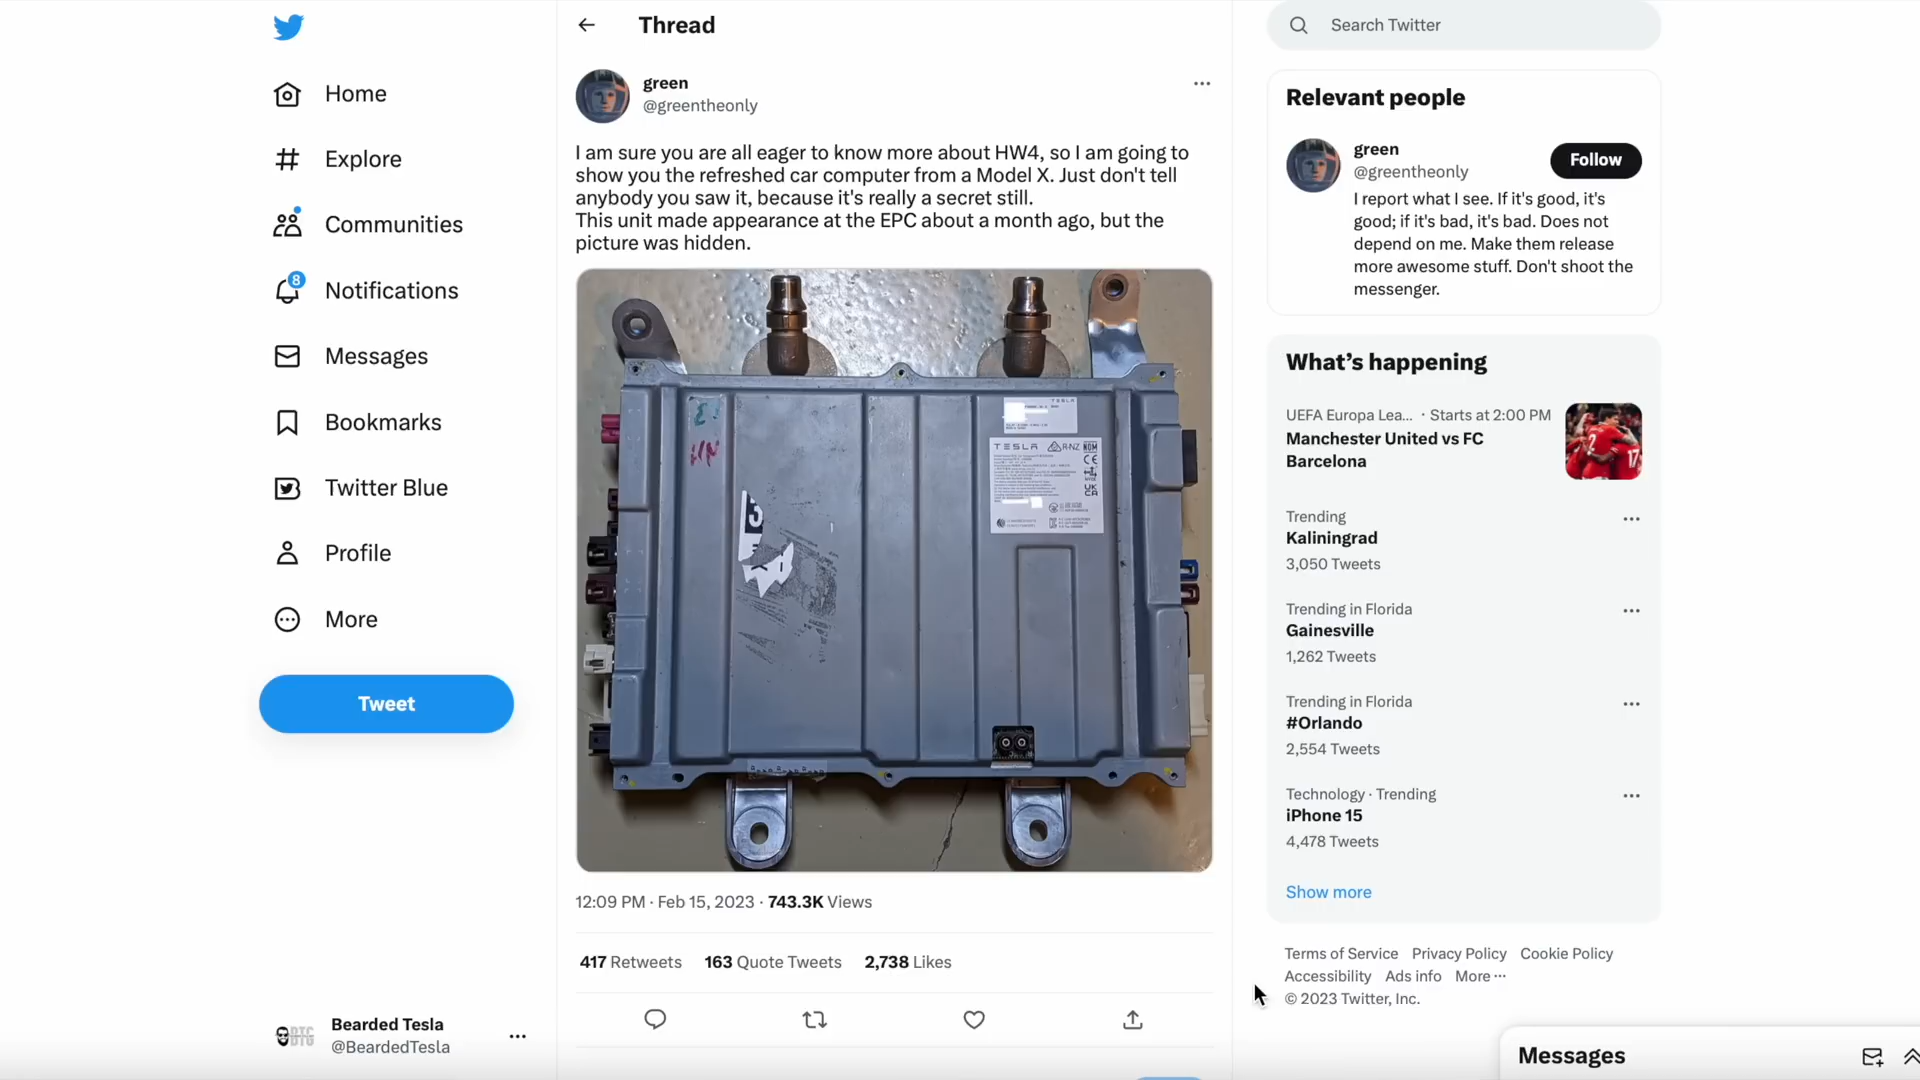 Home
Explore
Communities
8
Notifications
Messages
Bookmarks
Twitter Blue
Profile
More
Tweet
Bearded Tesla
@BeardedTesla
Thread
green
@greentheonly
I am sure you are all eager to know more about HW4, so I am going to
show you the refreshed car computer from a Model X. Just don't tell
anybody you saw it, because it's really a secret still.
This unit made appearance at the EPC about a month ago, but the
picture was hidden.
TESLA
TESLA R-NZ NOM
CE
UK
CA
3
12:09 PM · Feb 15, 2023 · 743.3K Views
417 Retweets 163 Quote Tweets 2,738 Likes
Search Twitter
Relevant people
green
@greentheonly
Follow
I report what I see. If it's good, it's
good; if it's bad, it's bad. Does not
depend on me. Make them release
more awesome stuff. Don't shoot the
messenger.
What's happening
UEFA Europa Lea... · Starts at 2:00 PM
Manchester United vs FC
Barcelona
Trending
Kaliningrad
3,050 Tweets
Trending in Florida
Gainesville
1,262 Tweets
Trending in Florida
#Orlando
2,554 Tweets
Technology · Trending
iPhone 15
4,478 Tweets
Show more
Terms of Service Privacy Policy Cookie Policy
Accessibility Ads info More ···
© 2023 Twitter, Inc.
Messages